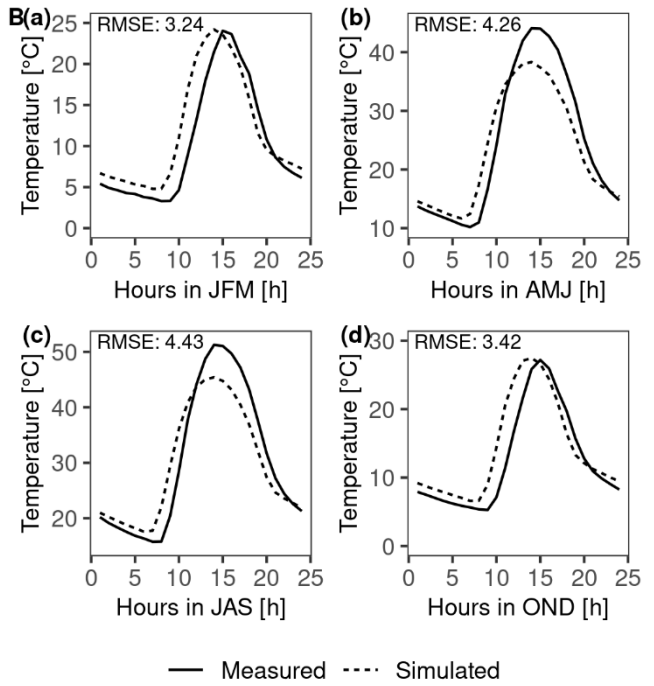 B(a)
RMSE: 3.24
Temperature [°C]
25
20
15
10
5
0
0 5 10 15 20 25
Hours in JFM [h]
(b)
RMSE: 4.26
Temperature [°C]
40
30
20
10
0 5 10 15 20 25
Hours in AMJ [h]
(c)
RMSE: 4.43
Temperature [°C]
50
40
30
20
0 5 10 15 20 25
Hours in JAS [h]
(d)
RMSE: 3.42
Temperature [°C]
30
20
10
0
0 5 10 15 20 25
Hours in OND [h]
Measured Simulated